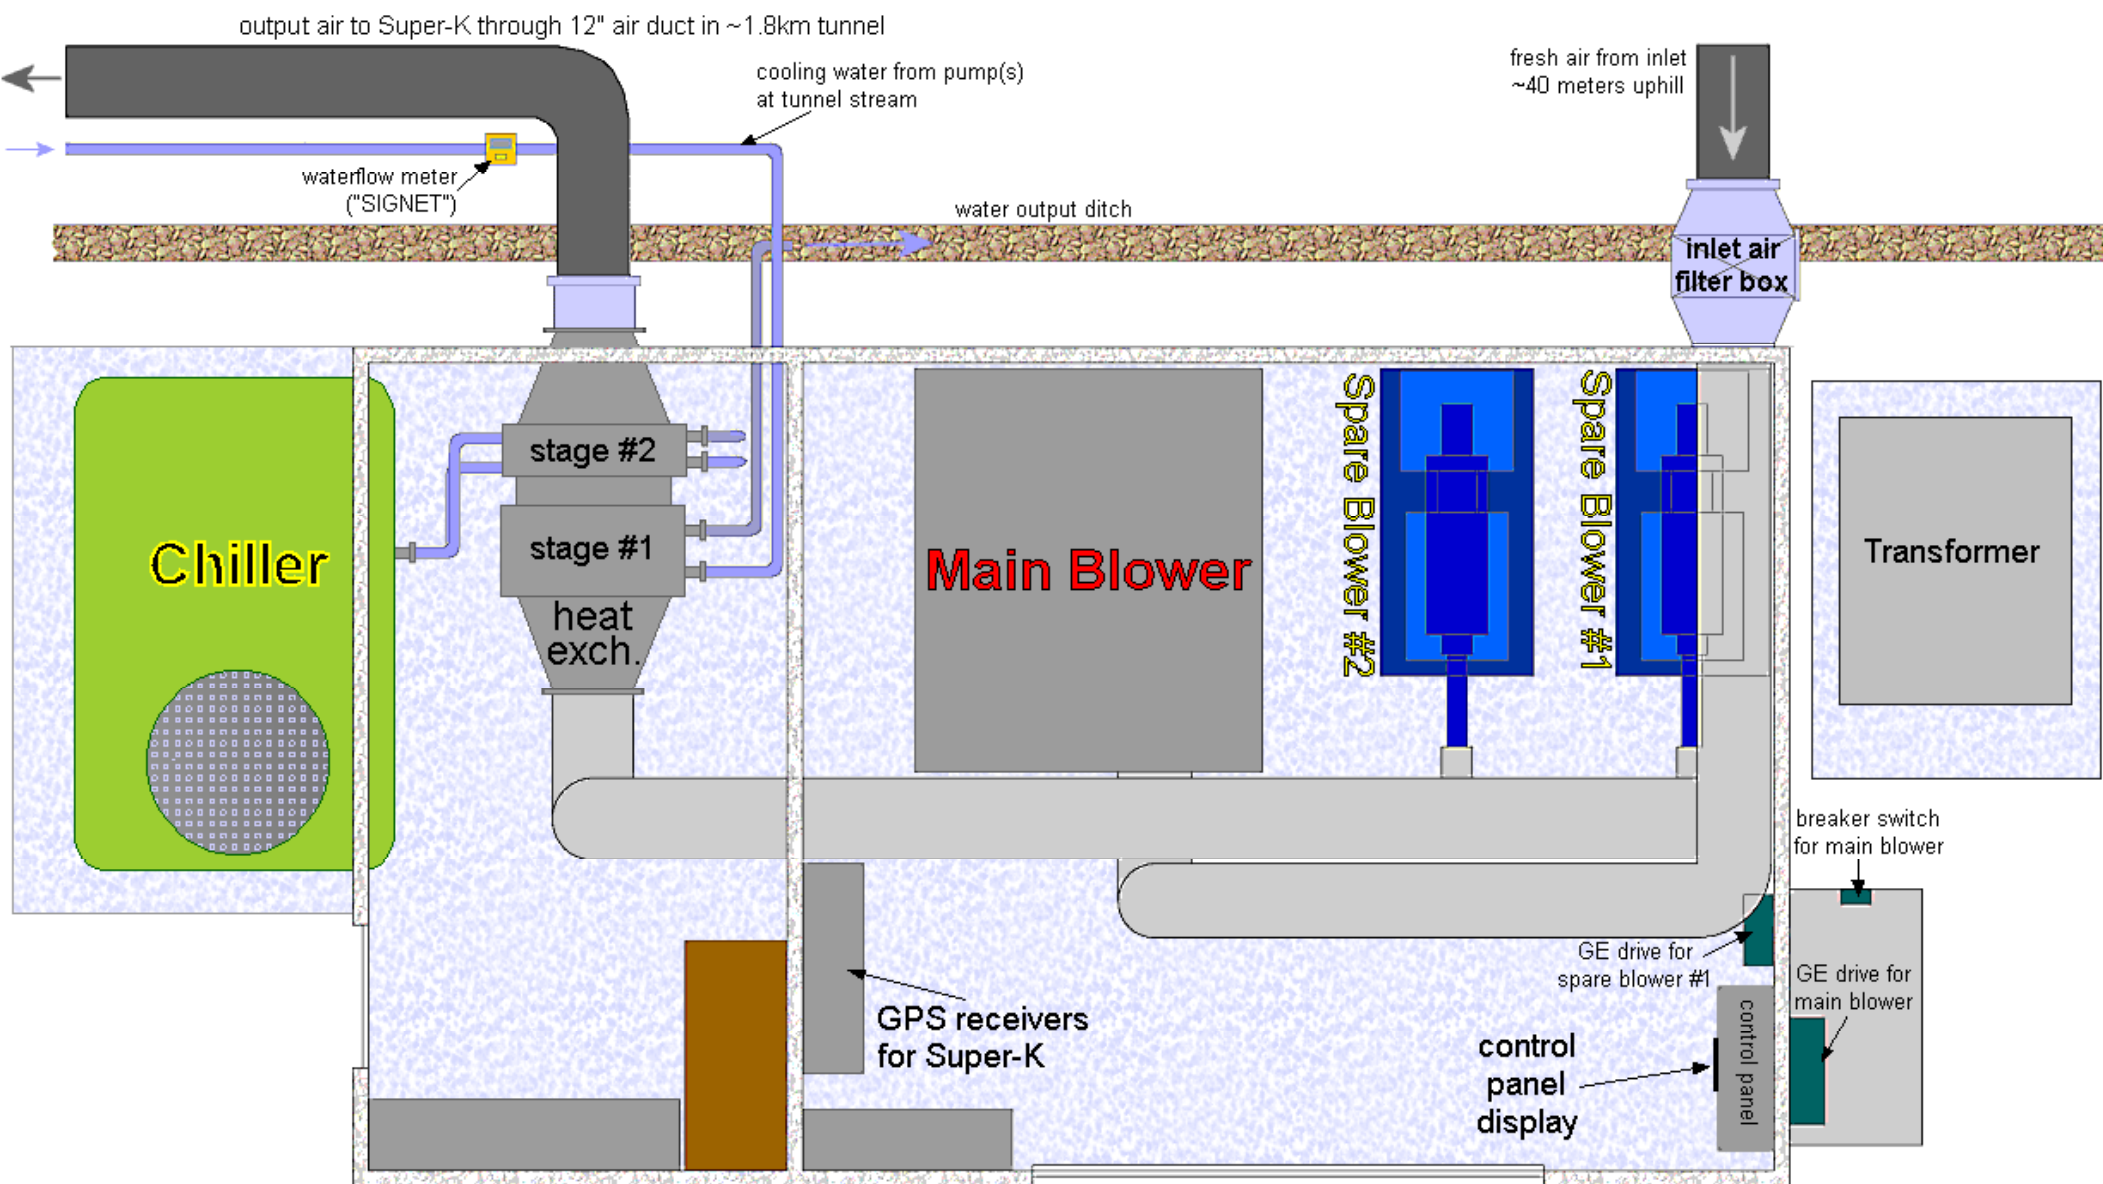 output air to Super-K through 12" air duct in ~1.8km tunnel
cooling water from pump(s)
at tunnel stream
fresh air from inlet
~40 meters uphill
waterflow meter
("SIGNET")
water output ditch
inlet air
filter box
Chiller
stage #2
stage #1
heat
exch.
Main Blower
Spare Blower #2
Spare Blower #1
Transformer
breaker switch
for main blower
GE drive for
spare blower #1
GE drive for
main blower
GPS receivers
for Super-K
control
panel
display
control panel